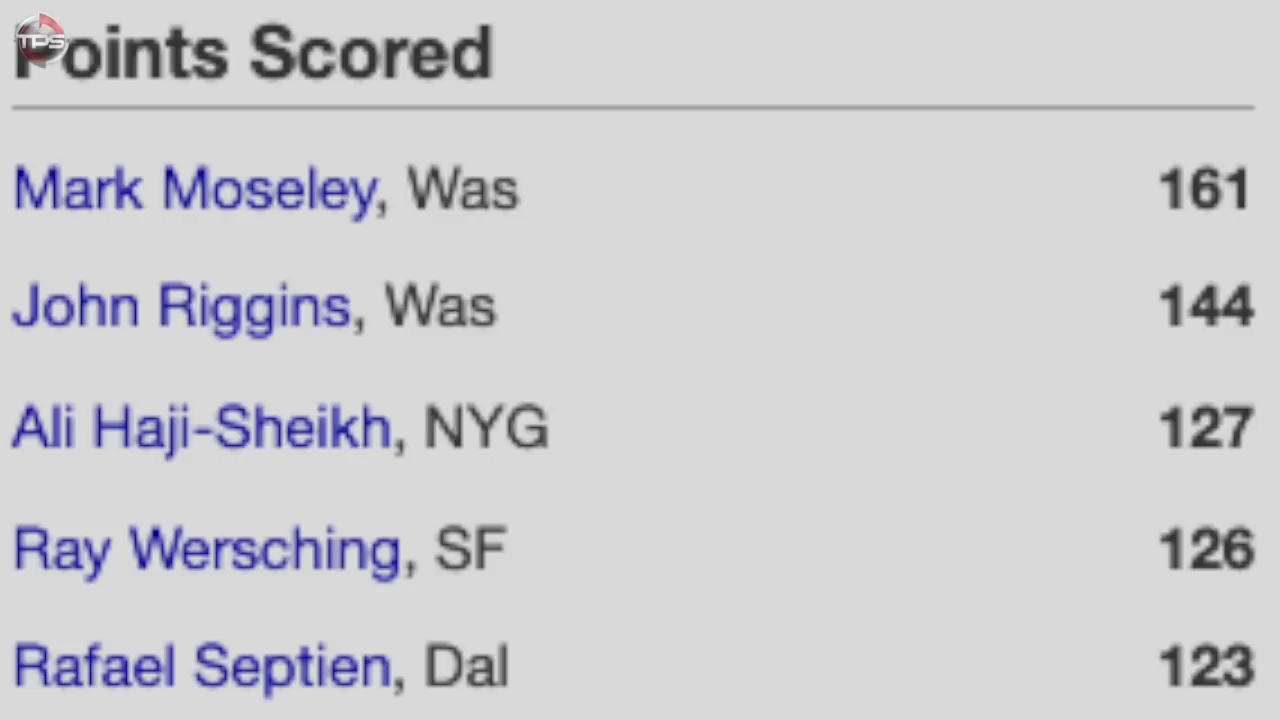 TPS
Points Scored
Mark Moseley, Was 161
John Riggins, Was 144
Ali Haji-Sheikh, NYG 127
Ray Wersching, SF 126
Rafael Septien, Dal 123